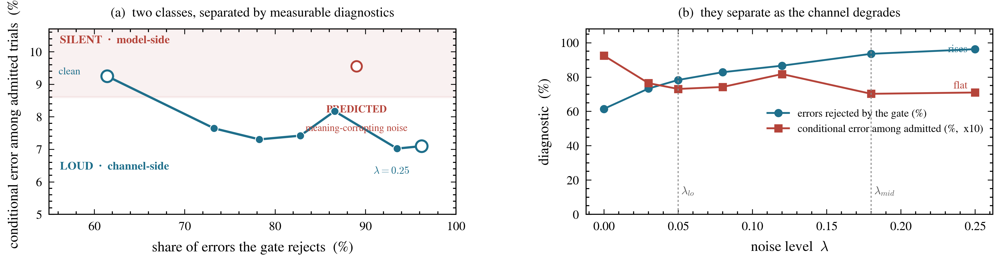 (a) two classes, separated by measurable diagnostics
conditional error among admitted trials (%
10
9
8
7
6
5
SILENT · model-side
clean
PREDICTED
meaning-corrupting noise
LOUD · channel-side
λ = 0.25
60 70 80 90 100
share of errors the gate rejects (%)
(b) they separate as the channel degrades
diagnostic (%)
100
80
60
40
20
0
rises
flat
errors rejected by the gate (%)
conditional error among admitted (%, x10)
λlo
λmid
0.00 0.05 0.10 0.15 0.20 0.25
noise level λ